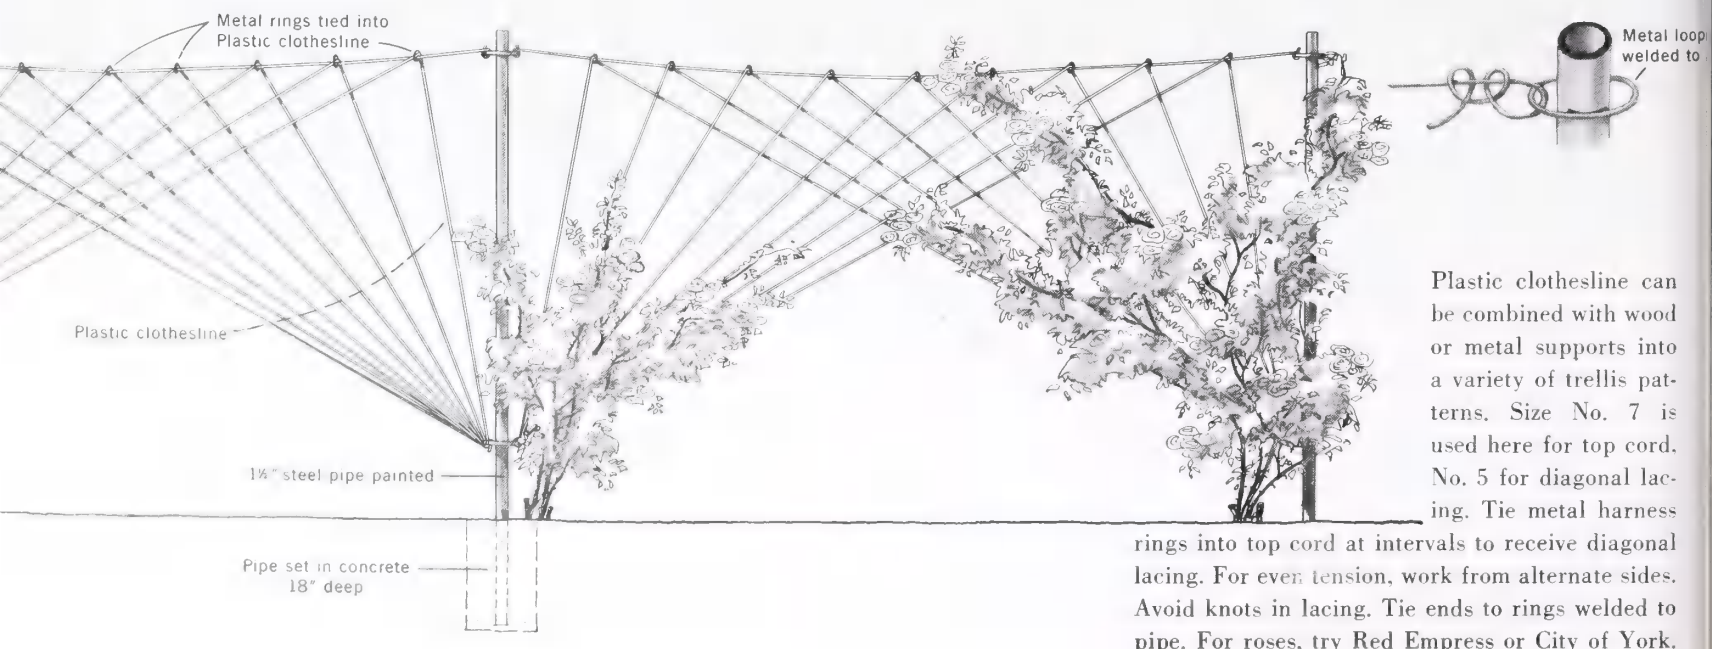 Metal rings tied into
Plastic clothesline
Metal loop
welded to
Plastic clothesline
1½" steel pipe painted
Pipe set in concrete
18" deep
Plastic clothesline can
be combined with wood
or metal supports into
a variety of trellis pat-
terns. Size No. 7 is
used here for top cord,
No. 5 for diagonal lac-
ing. Tie metal harness
rings into top cord at intervals to receive diagonal
lacing. For even tension, work from alternate sides.
Avoid knots in lacing. Tie ends to rings welded to
pipe. For roses, try Red Empress or City of York.